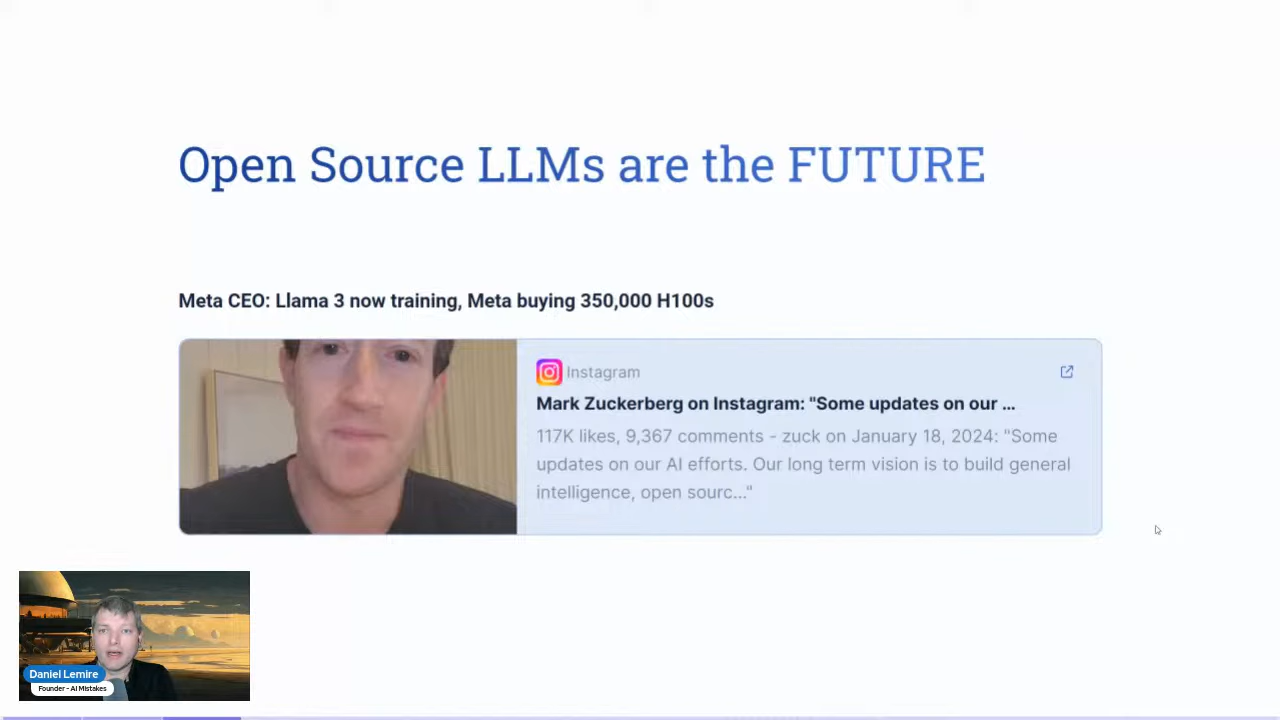 Open Source LLMs are the FUTURE
Meta CEO: Llama 3 now training, Meta buying 350,000 H100s
Instagram
Mark Zuckerberg on Instagram: "Some updates on our ...
117K likes, 9,367 comments - zuck on January 18, 2024: "Some
updates on our AI efforts. Our long term vision is to build general
intelligence, open sourc..."
Daniel Lemire
Founder - AI Mistakes